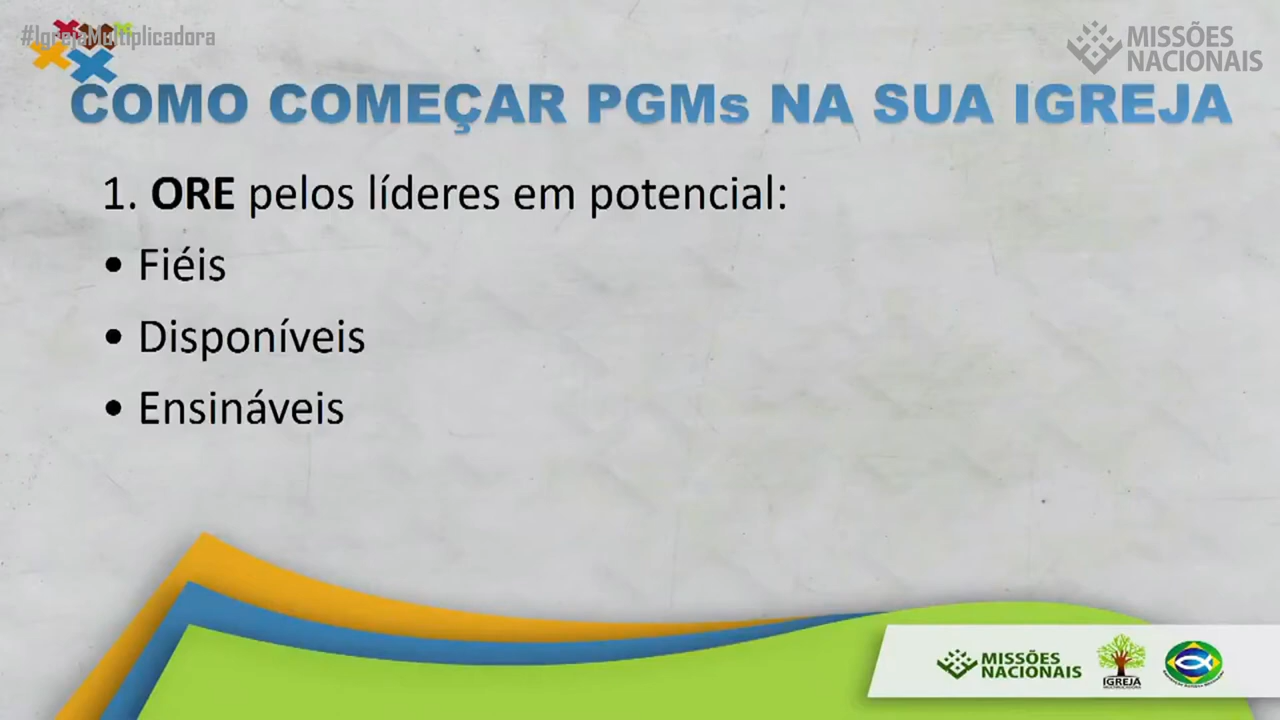 #IgrejaMultiplicadora
MISSÕES
NACIONAIS
COMO COMEÇAR PGMs NA SUA IGREJA
1. ORE pelos líderes em potencial:
• Fiéis
• Disponíveis
• Ensináveis
MISSÕES
NACIONAIS
IGREJA